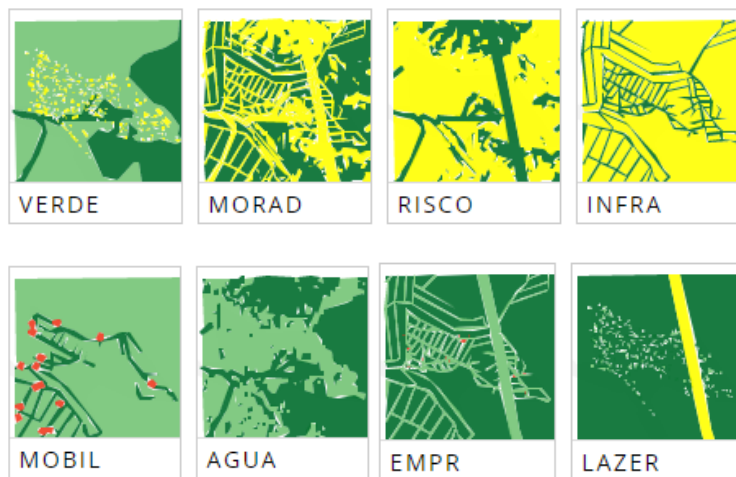 VERDE
MORAD
RISCO
INFRA
MOBIL
AGUA
EMPR
LAZER